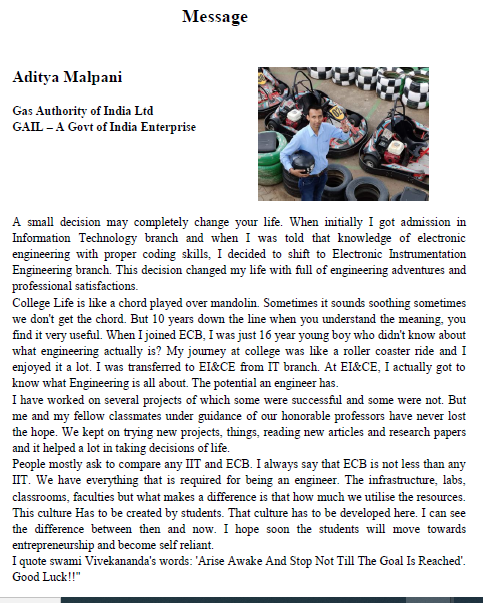 Message
Aditya Malpani
Gas Authority of India Ltd
GAIL – A Govt of India Enterprise
A small decision may completely change your life. When initially I got admission in
Information Technology branch and when I was told that knowledge of electronic
engineering with proper coding skills, I decided to shift to Electronic Instrumentation
Engineering branch. This decision changed my life with full of engineering adventures and
professional satisfactions.
College Life is like a chord played over mandolin. Sometimes it sounds soothing sometimes
we don't get the chord. But 10 years down the line when you understand the meaning, you
find it very useful. When I joined ECB, I was just 16 year young boy who didn't know about
what engineering actually is? My journey at college was like a roller coaster ride and I
enjoyed it a lot. I was transferred to EI&CE from IT branch. At EI&CE, I actually got to
know what Engineering is all about. The potential an engineer has.
I have worked on several projects of which some were successful and some were not. But
me and my fellow classmates under guidance of our honorable professors have never lost
the hope. We kept on trying new projects, things, reading new articles and research papers
and it helped a lot in taking decisions of life.
People mostly ask to compare any IIT and ECB. I always say that ECB is not less than any
IIT. We have everything that is required for being an engineer. The infrastructure, labs,
classrooms, faculties but what makes a difference is that how much we utilise the resources.
This culture Has to be created by students. That culture has to be developed here. I can see
the difference between then and now. I hope soon the students will move towards
entrepreneurship and become self reliant.
I quote swami Vivekananda's words: 'Arise Awake And Stop Not Till The Goal Is Reached'.
Good Luck!!"